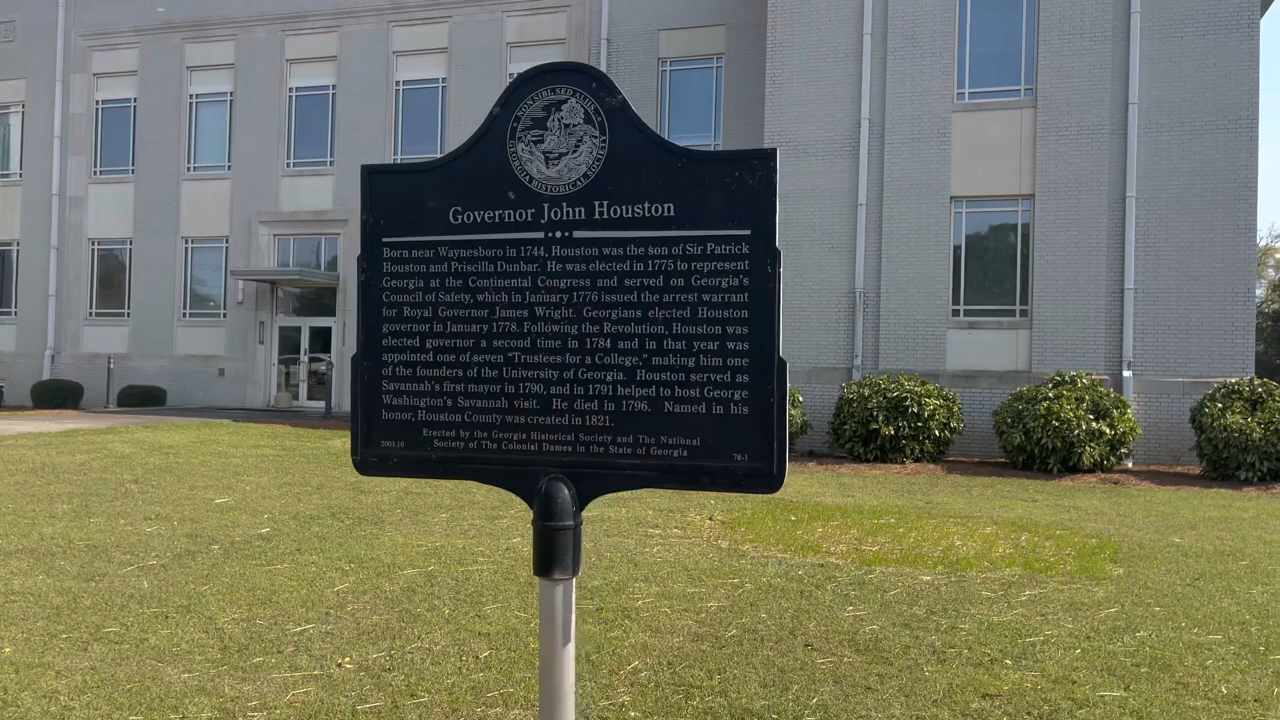 NON SIBI, SED ALIIS
GEORGIA HISTORICAL SOCIETY
Governor John Houston
Born near Waynesboro in 1744, Houston was the son of Sir Patrick
Houston and Priscilla Dunbar. He was elected in 1775 to represent
Georgia at the Continental Congress and served on Georgia's
Council of Safety, which in January 1776 issued the arrest warrant
for Royal Governor James Wright. Georgians elected Houston
governor in January 1778. Following the Revolution, Houston was
elected governor a second time in 1784 and in that year was
appointed one of seven "Trustees for a College," making him one
of the founders of the University of Georgia. Houston served as
Savannah's first mayor in 1790, and in 1791 helped to host George
Washington's Savannah visit. He died in 1796. Named in his
honor, Houston County was created in 1821.
Erected by the Georgia Historical Society and The National
Society of The Colonial Dames in the State of Georgia
2003.10
76-1